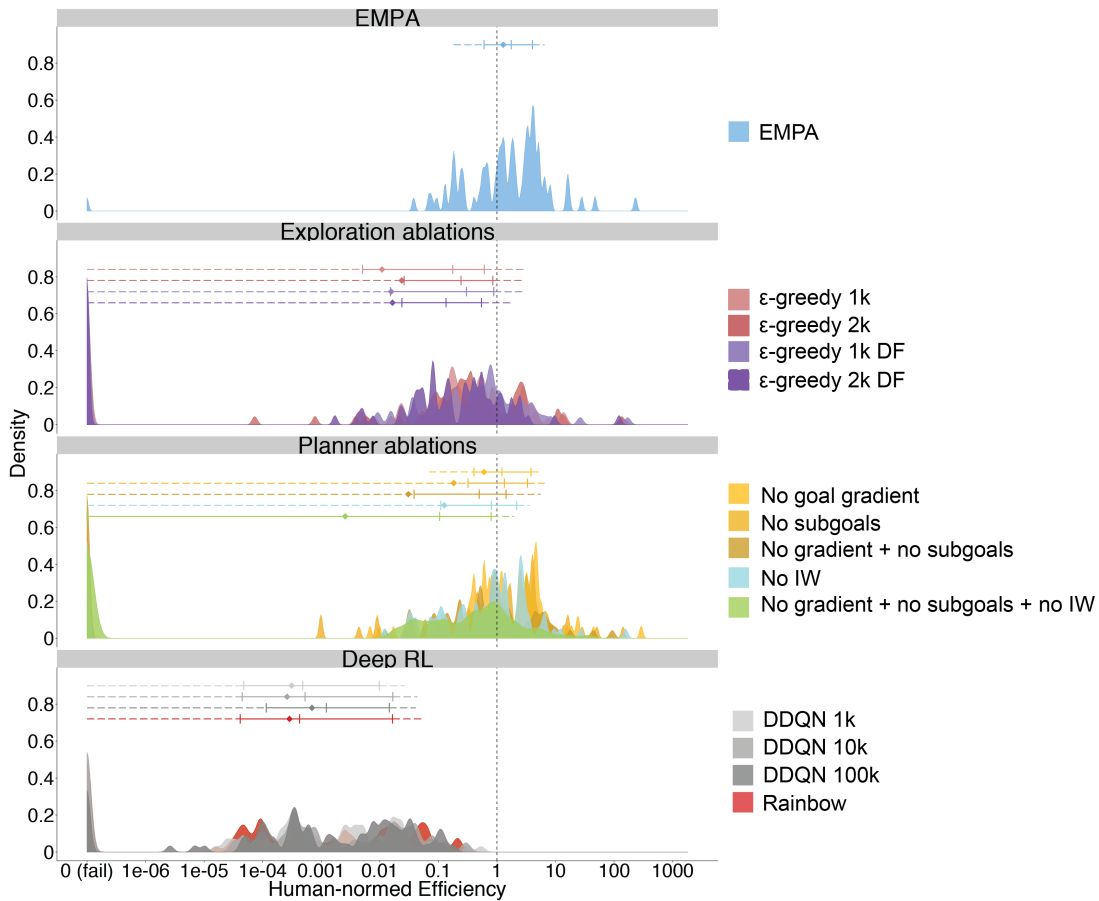 EMPA
0.8
0.6
0.4
0.2
0
EMPA
Exploration ablations
0.8
0.6
0.4
0.2
0
ε-greedy 1k
ε-greedy 2k
ε-greedy 1k DF
ε-greedy 2k DF
Density
Planner ablations
0.8
0.6
0.4
0.2
0
No goal gradient
No subgoals
No gradient + no subgoals
No IW
No gradient + no subgoals + no IW
Deep RL
0.8
0.6
0.4
0.2
0
DDQN 1k
DDQN 10k
DDQN 100k
Rainbow
0 (fail) 1e-06 1e-05 1e-04 0.001 0.01 0.1 1 10 100 1000
Human-normed Efficiency